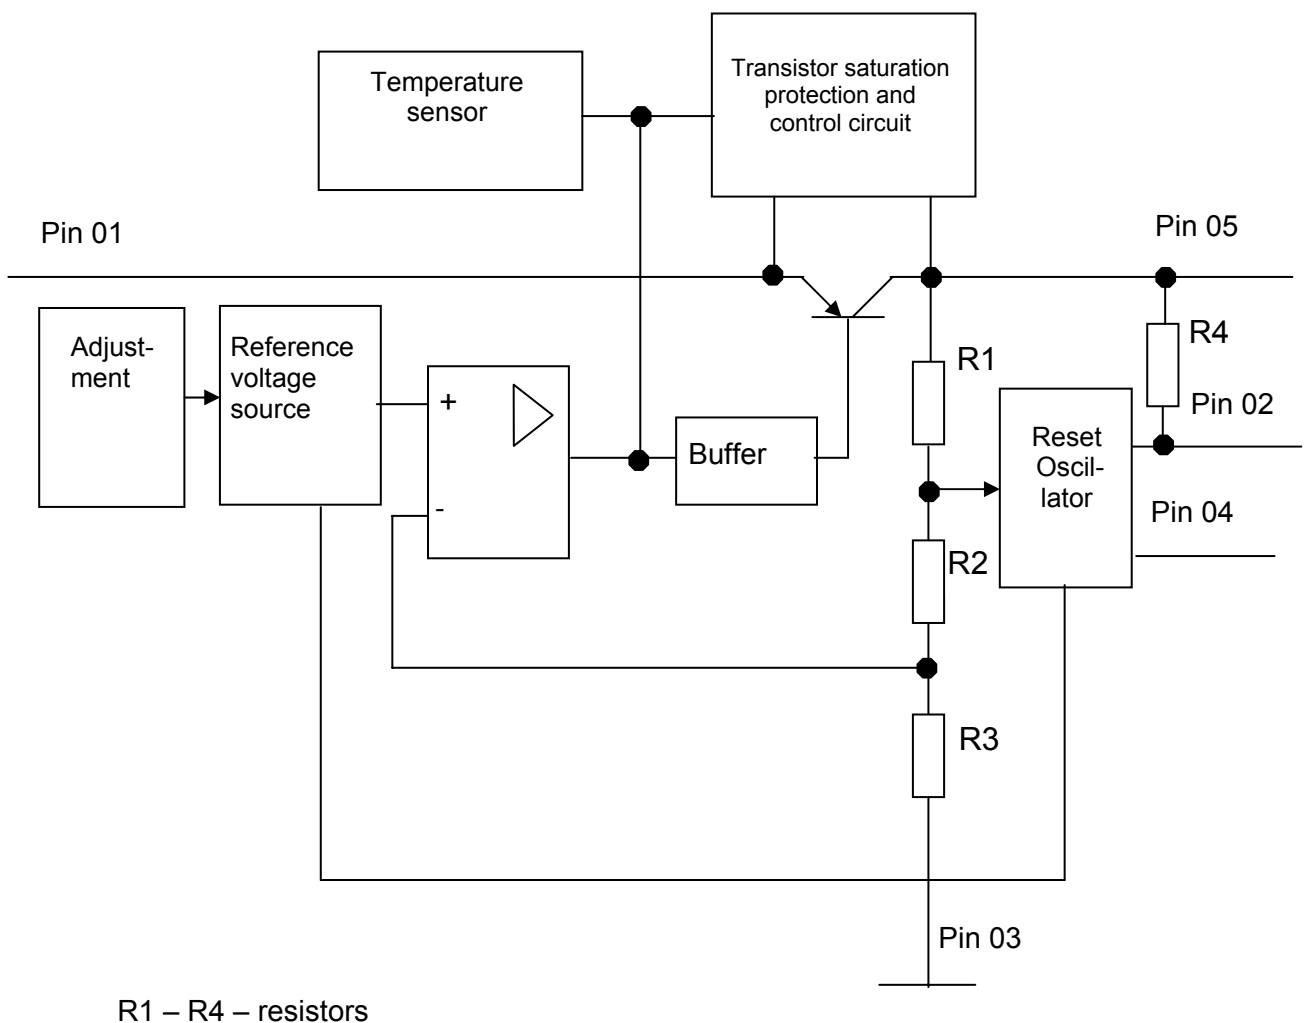 Temperature
sensor
Transistor saturation
protection and
control circuit
Pin 01
Pin 05
Adjust-
ment
Reference
voltage
source
+
-
Buffer
R1
R4
Pin 02
Reset
Oscil-
lator
Pin 04
R2
R3
Pin 03
R1 – R4 – resistors